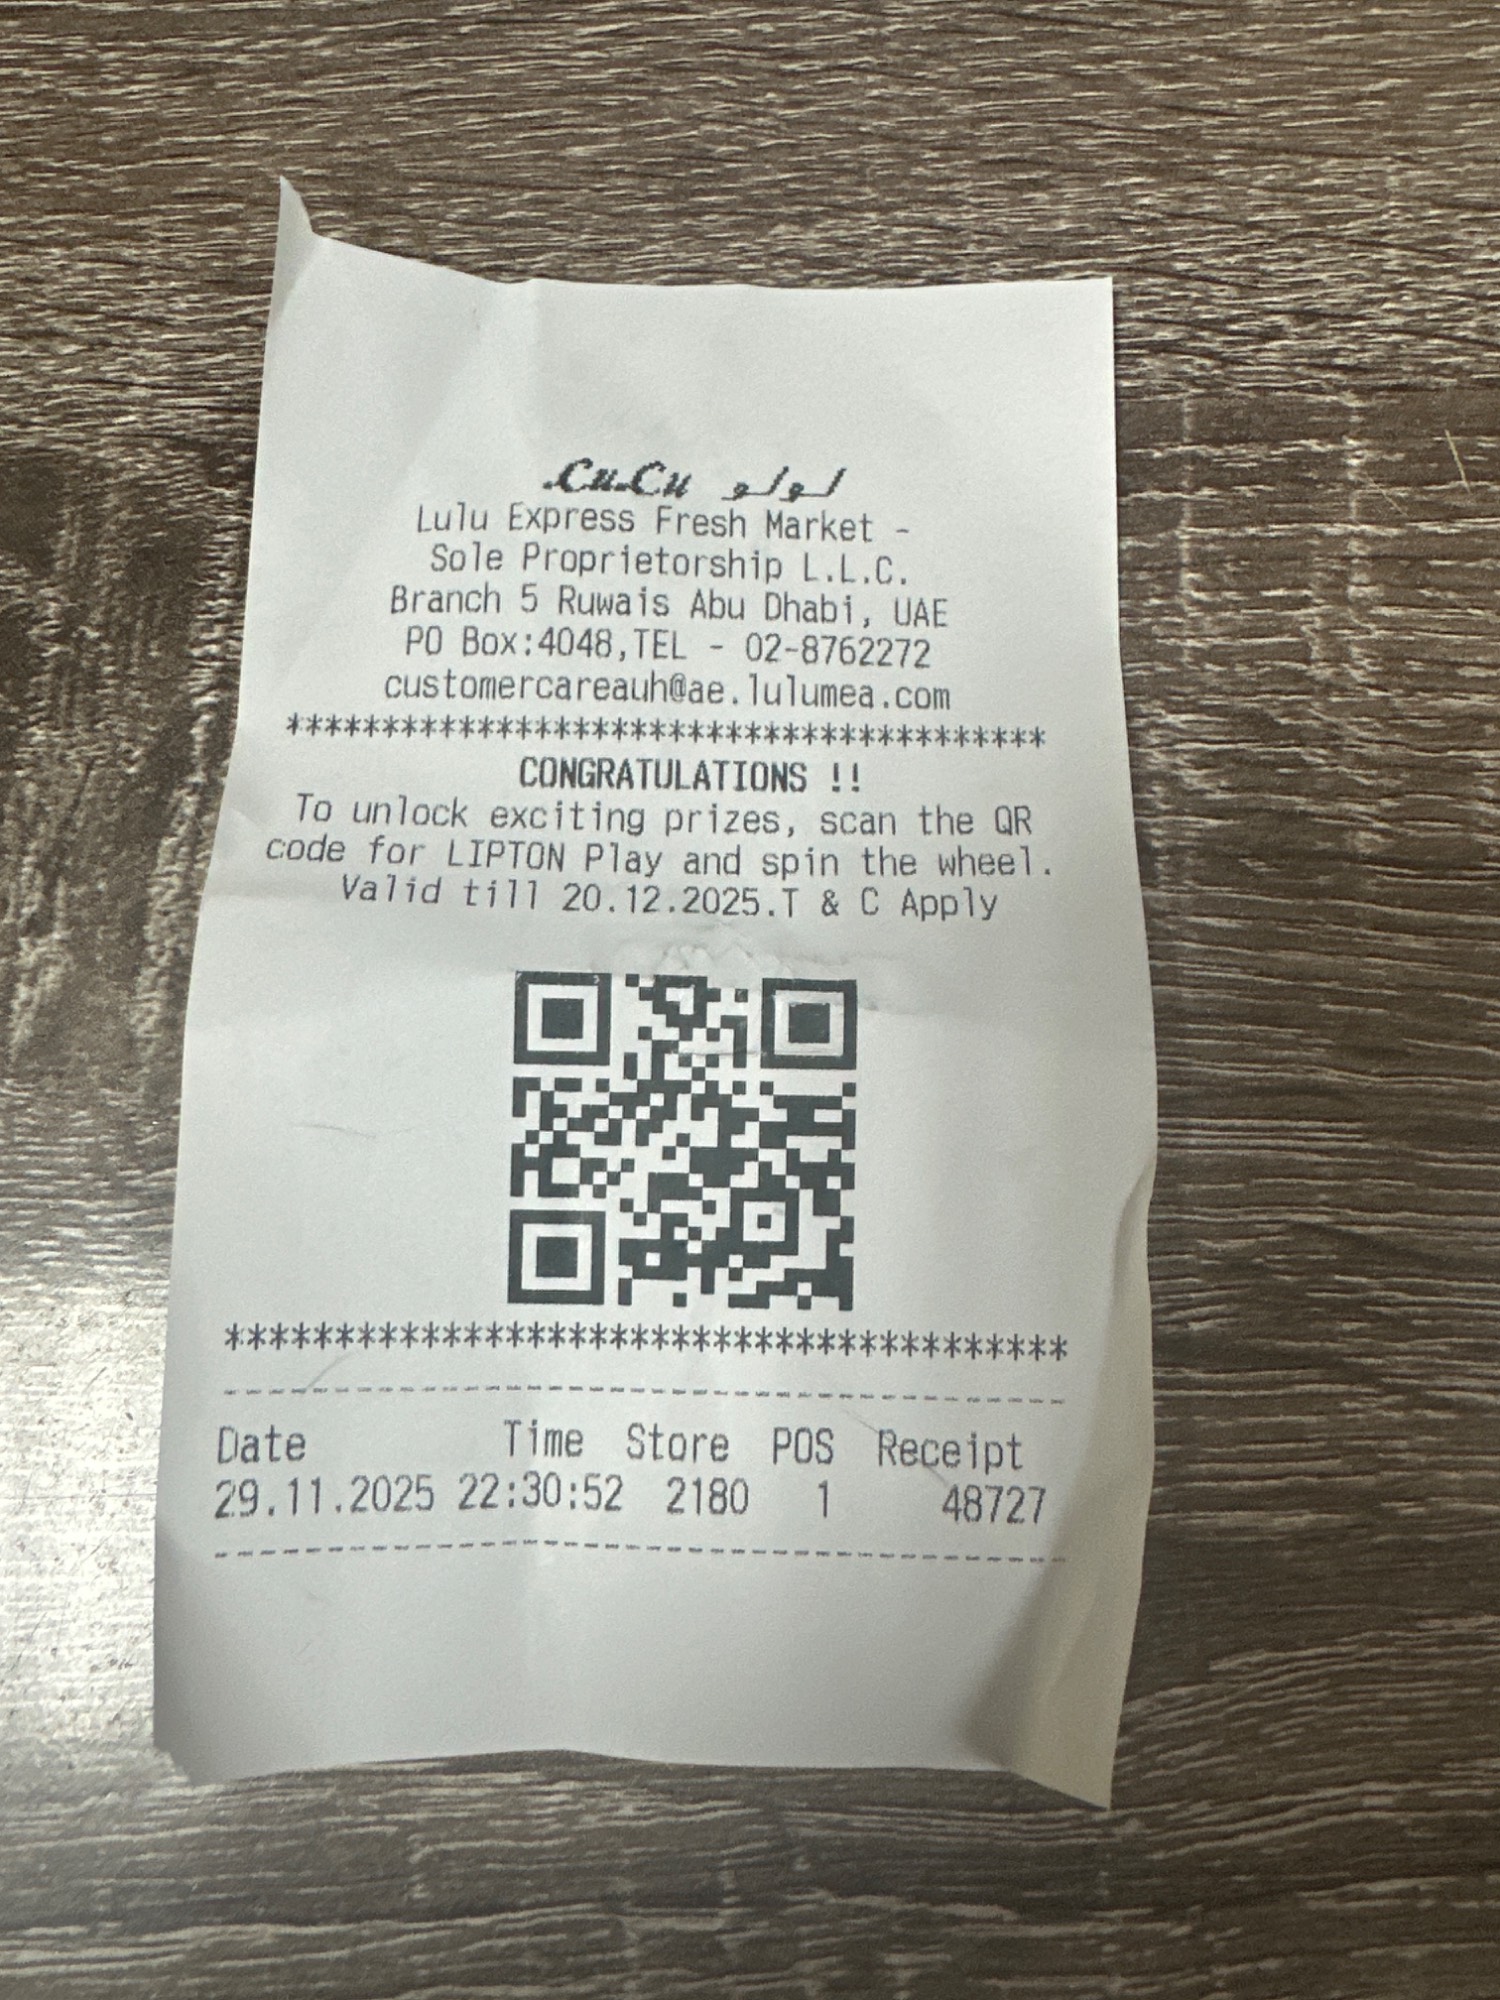 LuLu لولو
Lulu Express Fresh Market -
Sole Proprietorship L.L.C.
Branch 5 Ruwais Abu Dhabi, UAE
PO Box:4048,TEL - 02-8762272
customercareauh@ae.lulumea.com
****************************************
CONGRATULATIONS !!
To unlock exciting prizes, scan the QR
code for LIPTON Play and spin the wheel.
Valid till 20.12.2025.T & C Apply
****************************************
----------------------------------------
Date Time Store POS Receipt
29.11.2025 22:30:52 2180 1 48727
----------------------------------------